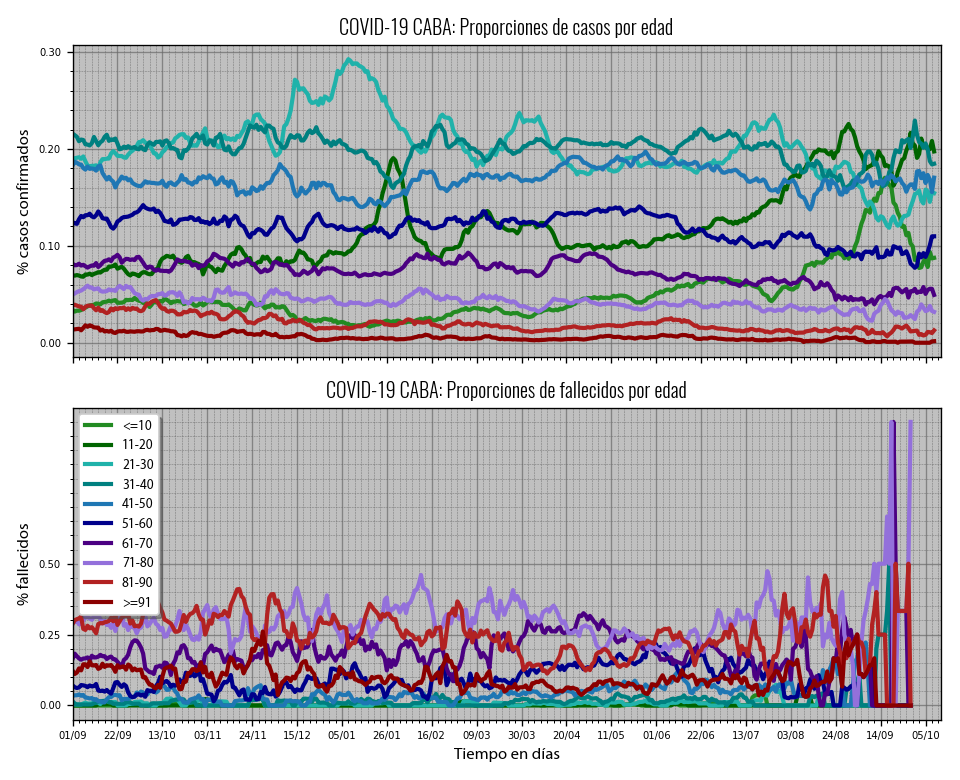 COVID-19 CABA: Proporciones de casos por edad
0.30
0.20
0.10
0.00
% casos confirmados
COVID-19 CABA: Proporciones de fallecidos por edad
<=10
11-20
21-30
31-40
41-50
51-60
61-70
71-80
81-90
>=91
0.50
0.25
0.00
% fallecidos
01/09 22/09 13/10 03/11 24/11 15/12 05/01 26/01 16/02 09/03 30/03 20/04 11/05 01/06 22/06 13/07 03/08 24/08 14/09 05/10
Tiempo en días